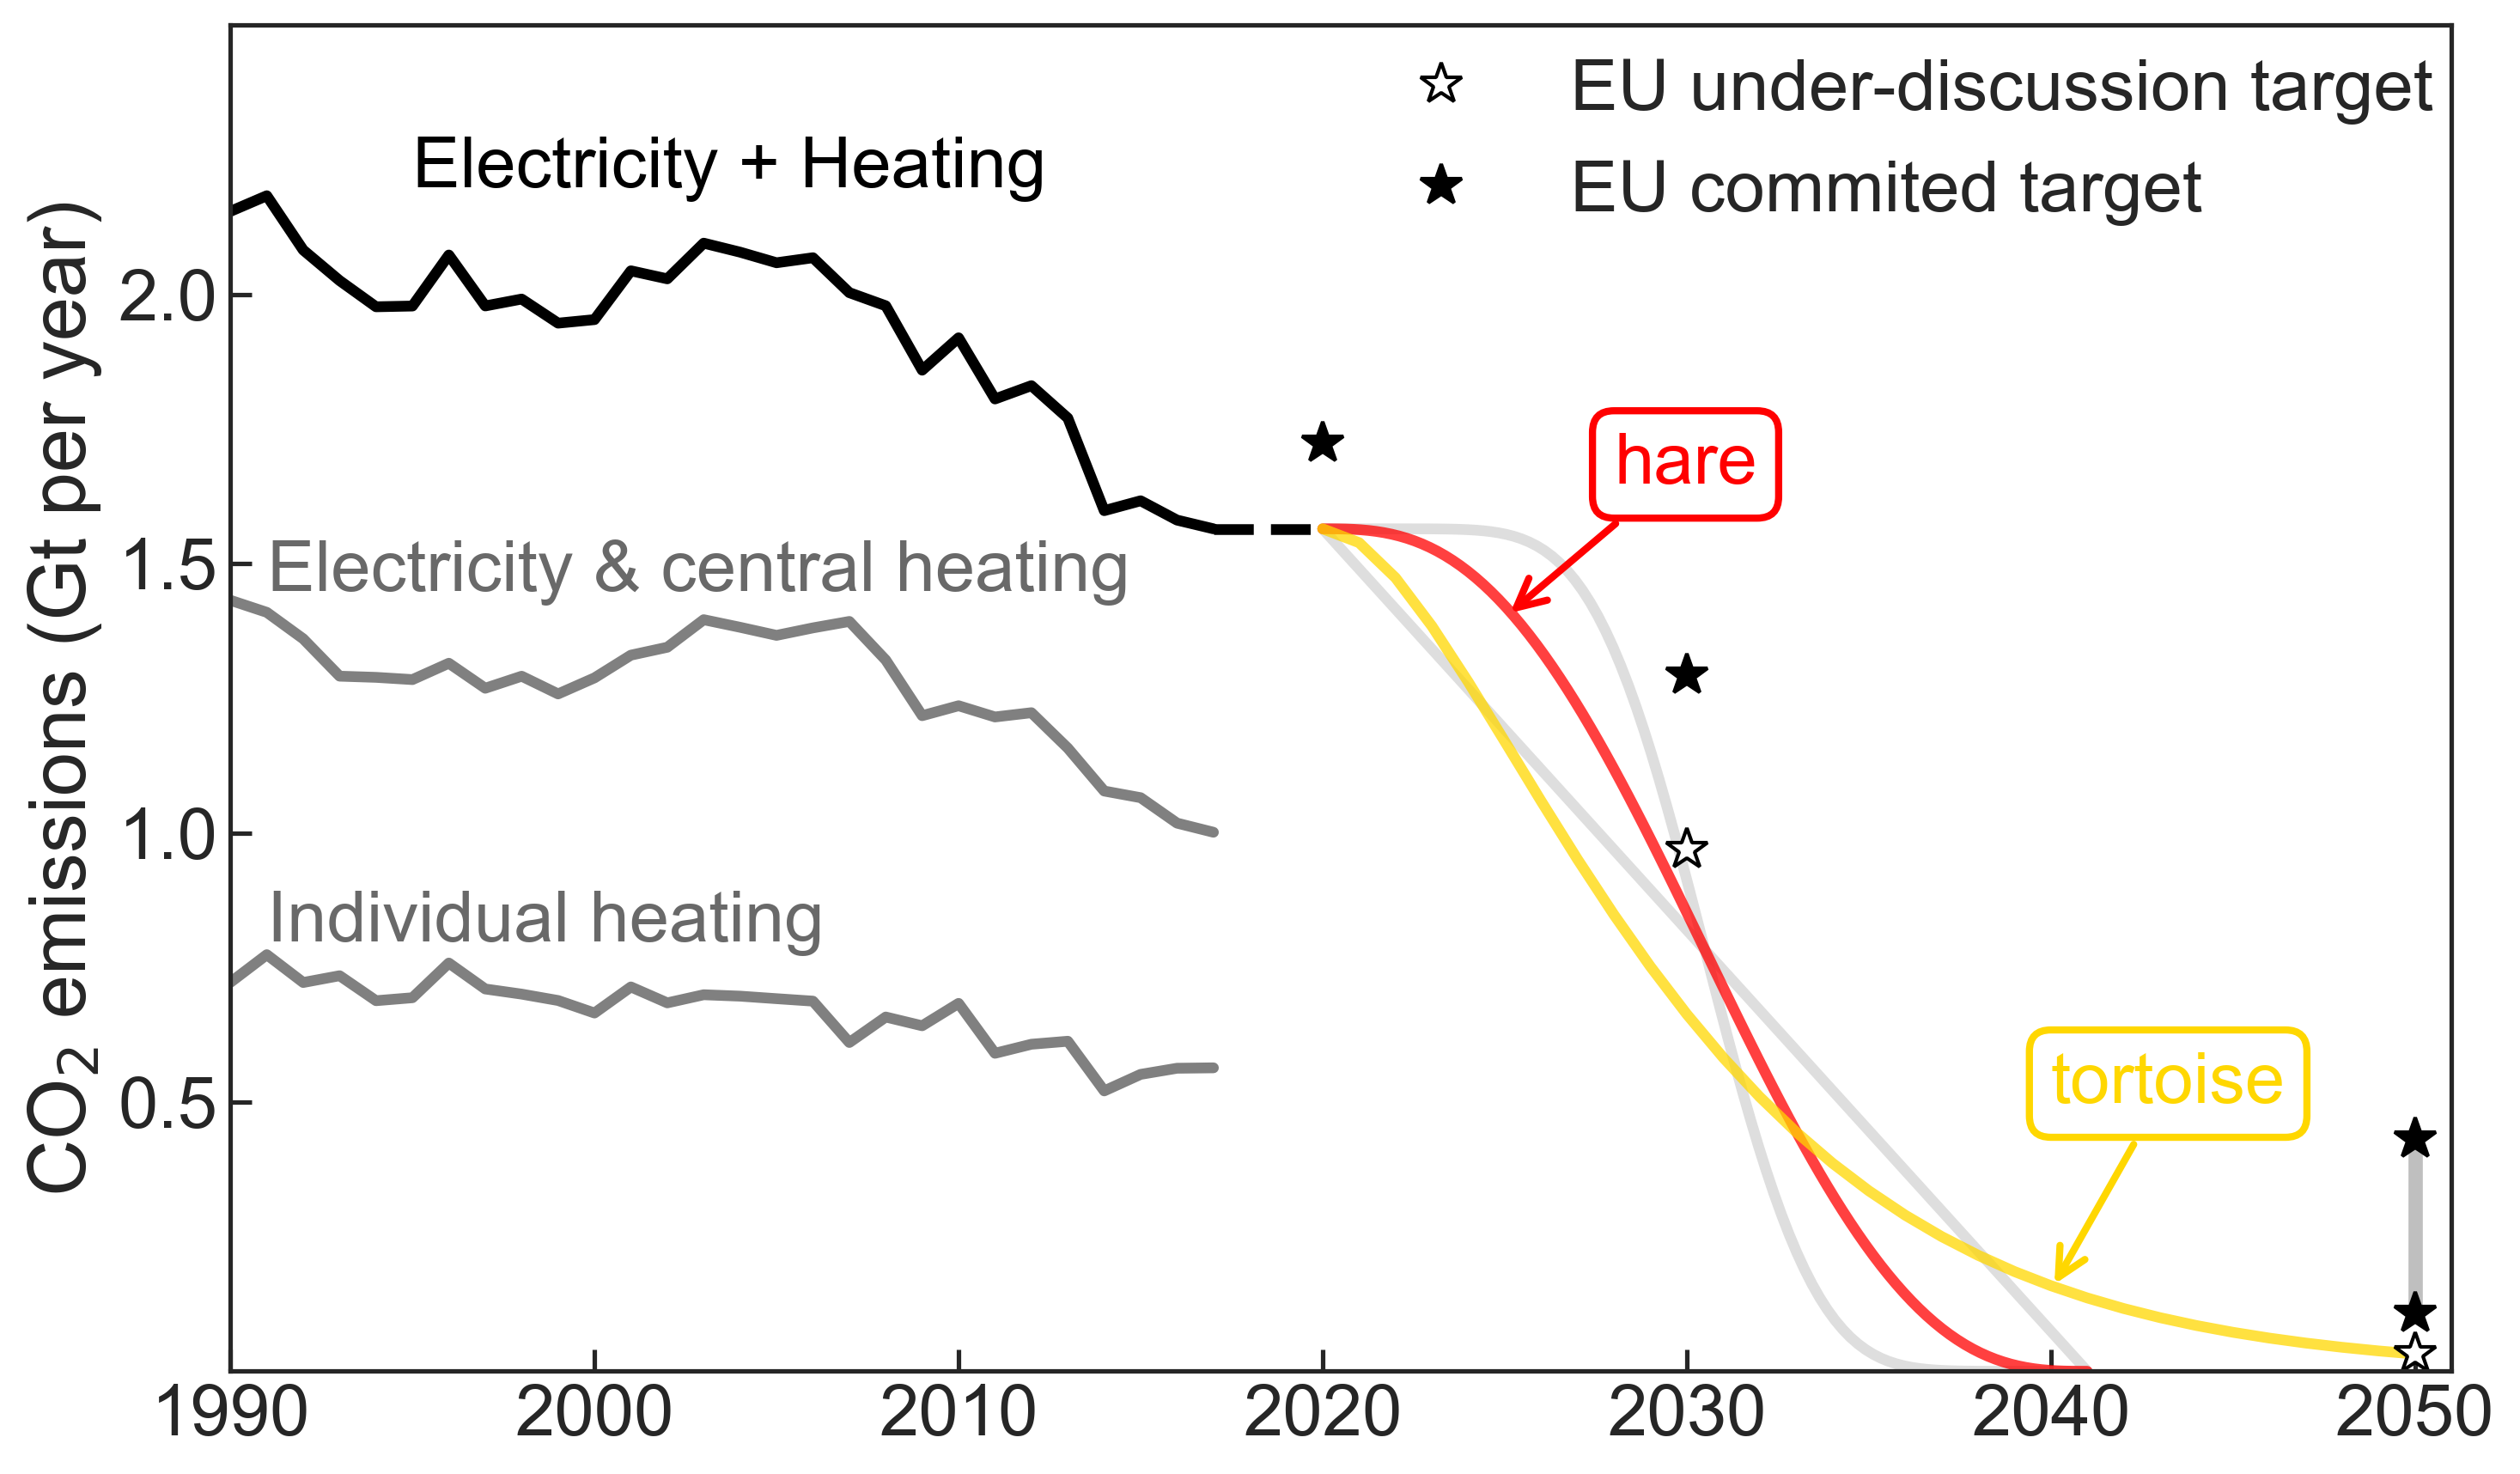 EU under-discussion target
EU commited target
Electricity + Heating
CO₂ emissions (Gt per year)
2.0
1.5
1.0
0.5
hare
Electricity & central heating
Individual heating
tortoise
1990
2000
2010
2020
2030
2040
2050